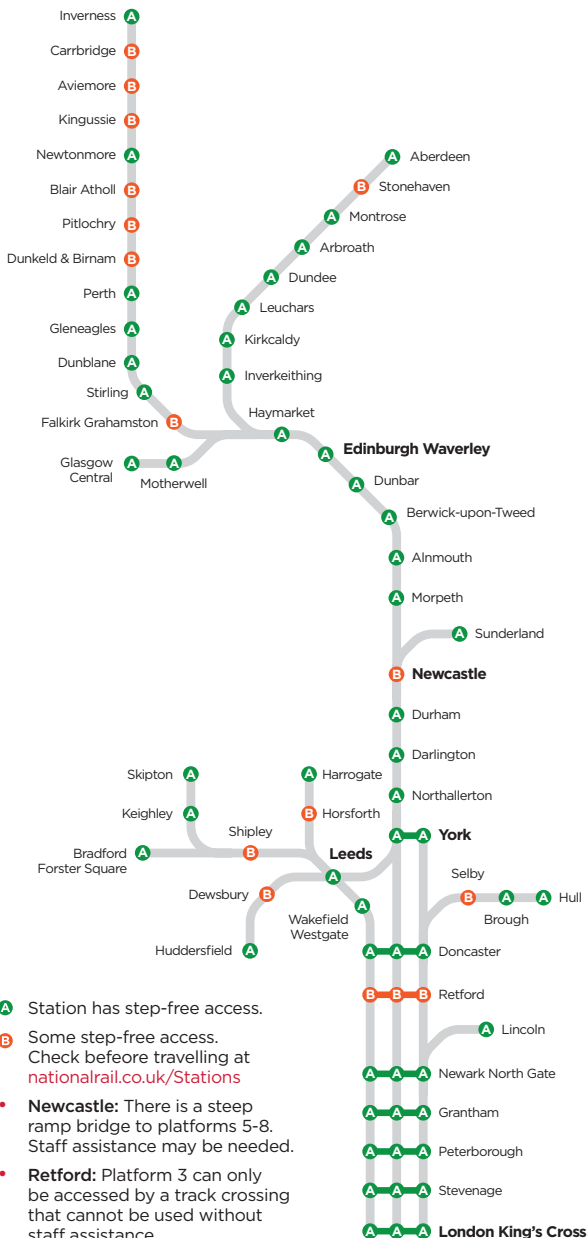 Inverness A
Carrbridge B
Aviemore B
Kingussie B
Newtonmore A
Blair Atholl B
Pitlochry B
Dunkeld & Birnam B
Perth A
Gleneagles A
Dunblane A
Stirling A
Falkirk Grahamston B
Glasgow
Central A
A Motherwell
A Aberdeen
B Stonehaven
A Montrose
A Arbroath
A Dundee
A Leuchars
A Kirkcaldy
A Inverkeithing
Haymarket A
A Edinburgh Waverley
A Dunbar
A Berwick-upon-Tweed
A Alnmouth
A Morpeth
A Sunderland
B Newcastle
A Durham
A Darlington
A Northallerton
A A York
Skipton A
Keighley A
Shipley B
Bradford
Forster Square A
A Harrogate
B Horsforth
Leeds A
Dewsbury B
Huddersfield A
Wakefield
Westgate A
Selby B
A Brough
A Hull
A A A Doncaster
B B B Retford
A Lincoln
A A A Newark North Gate
A A A Grantham
A A A Peterborough
A A A Stevenage
A A A London King's Cross
A Station has step-free access.
B Some step-free access.
Check befeore travelling at
nationalrail.co.uk/Stations
• Newcastle: There is a steep
ramp bridge to platforms 5-8.
Staff assistance may be needed.
• Retford: Platform 3 can only
be accessed by a track crossing
that cannot be used without
staff assistance